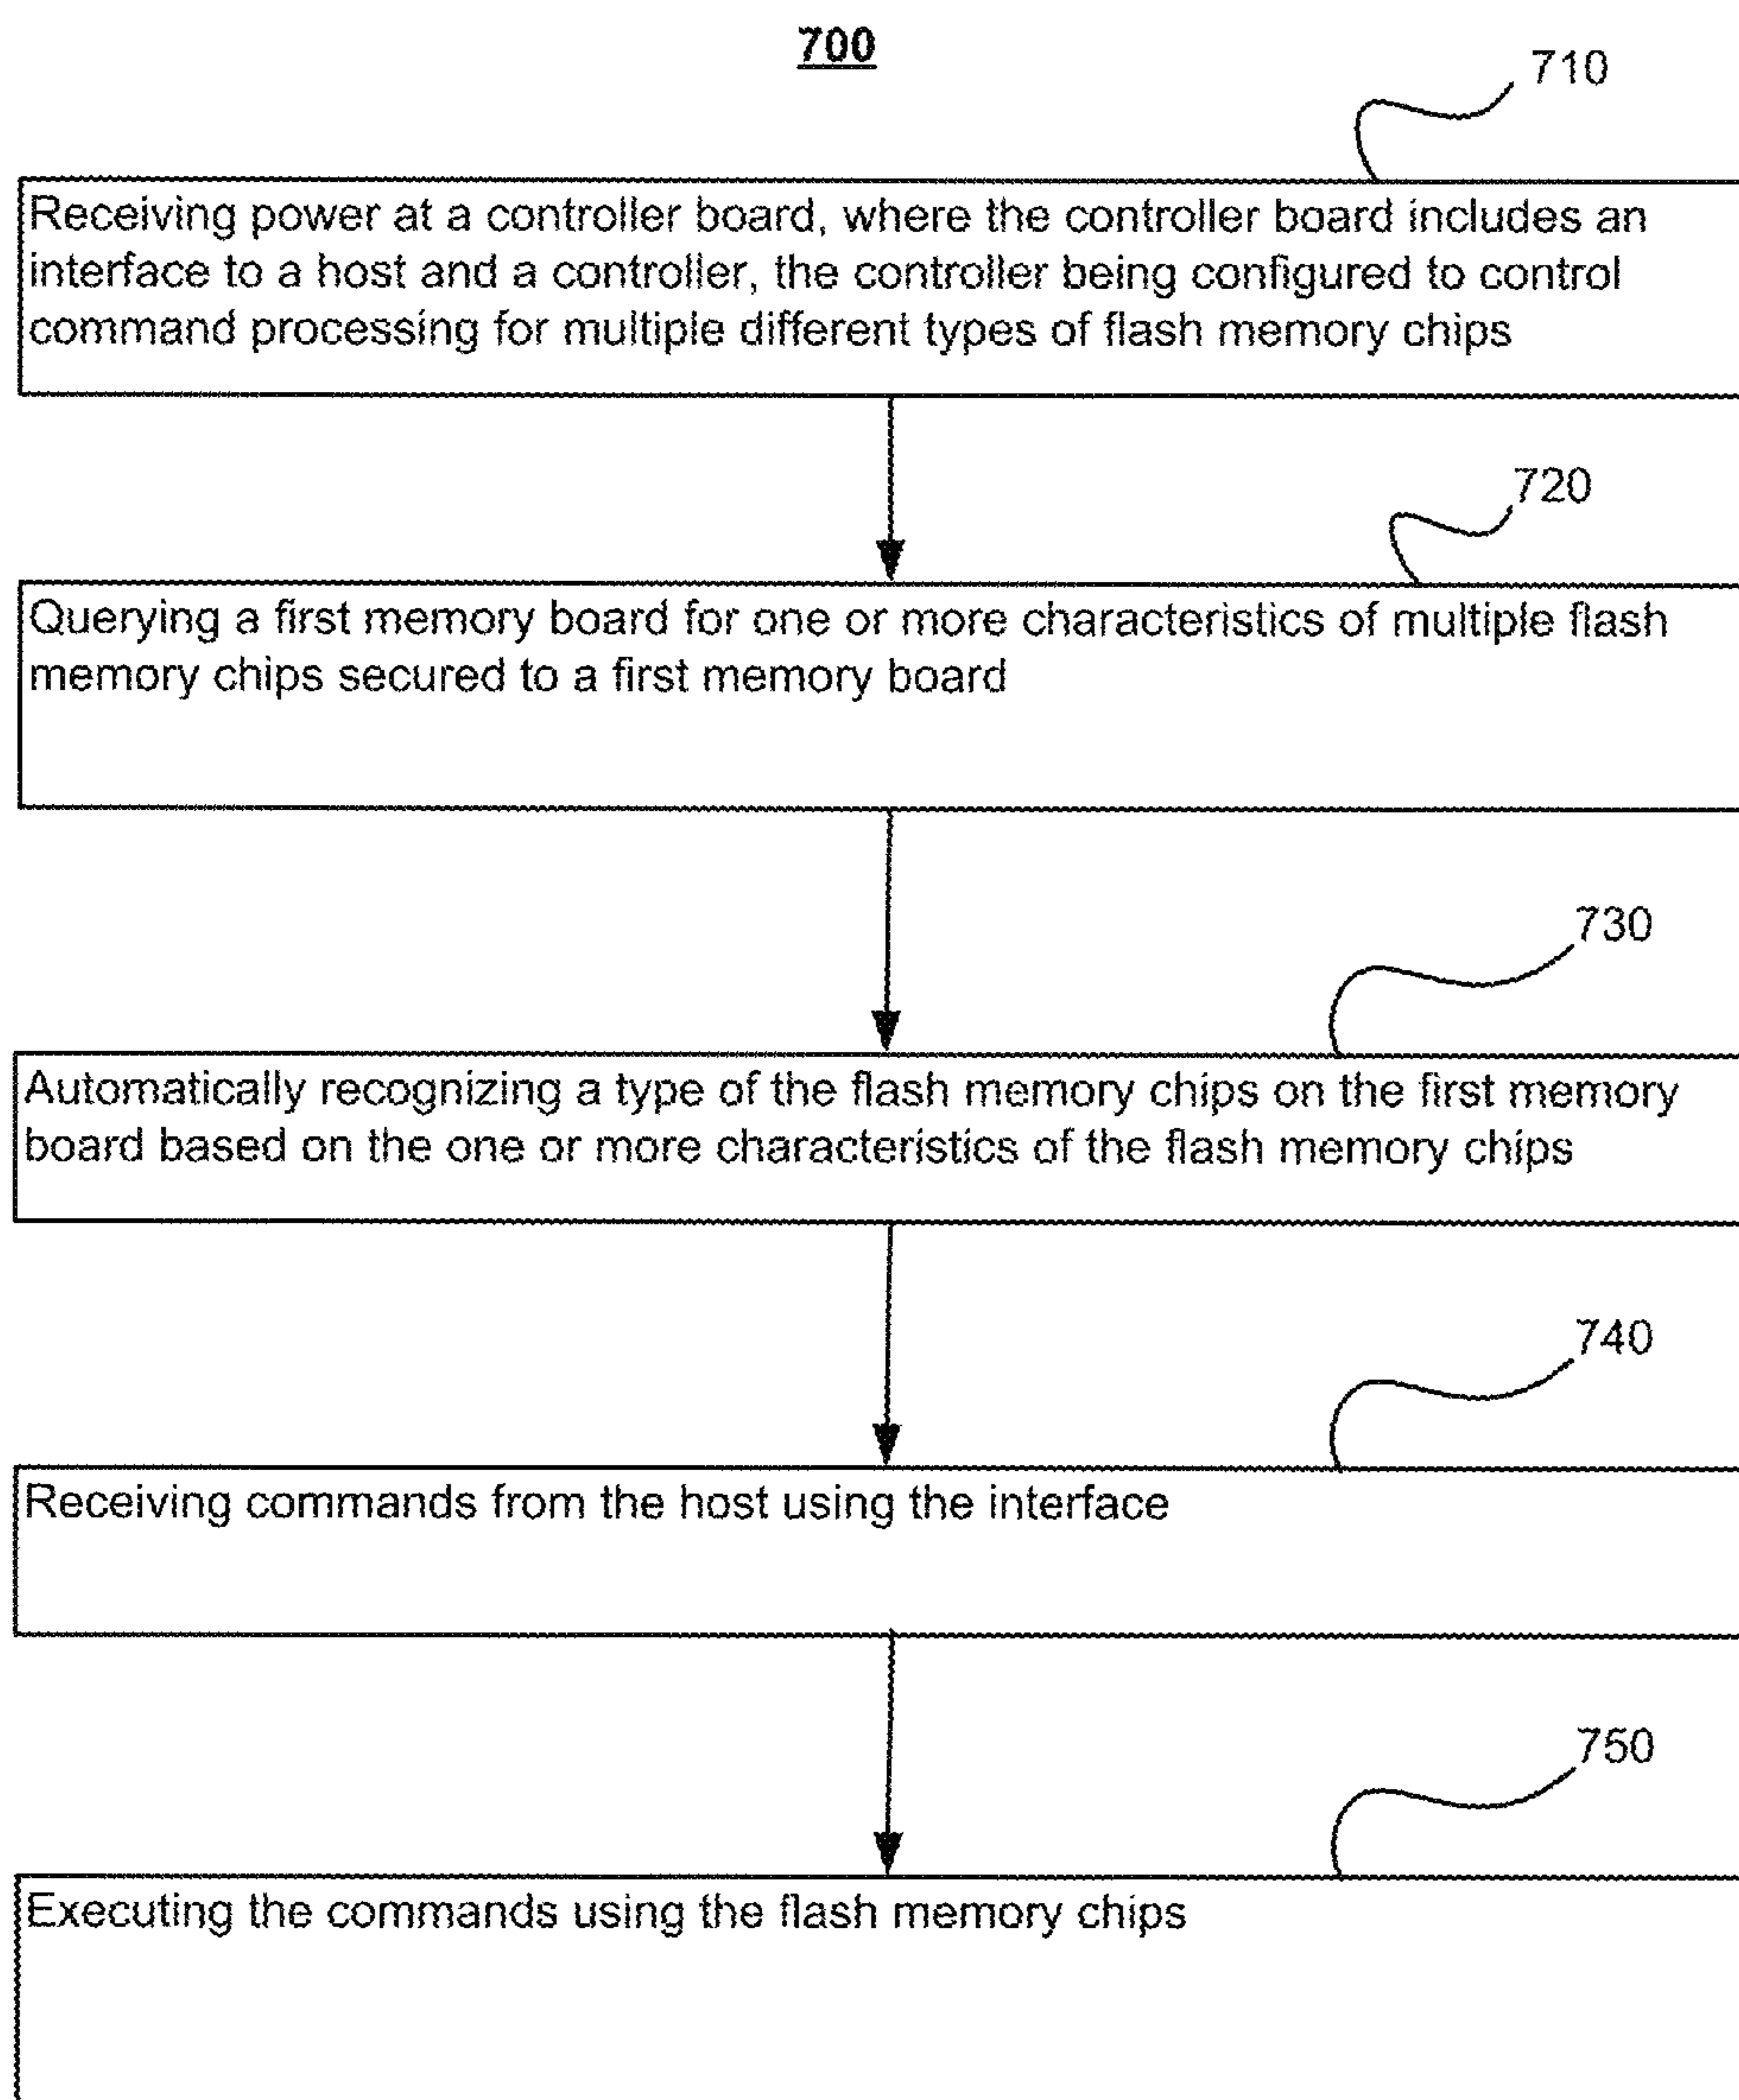 700
710
Receiving power at a controller board, where the controller board includes an
interface to a host and a controller, the controller being configured to control
command processing for multiple different types of flash memory chips
720
Querying a first memory board for one or more characteristics of multiple flash
memory chips secured to a first memory board
730
Automatically recognizing a type of the flash memory chips on the first memory
board based on the one or more characteristics of the flash memory chips
740
Receiving commands from the host using the interface
750
Executing the commands using the flash memory chips